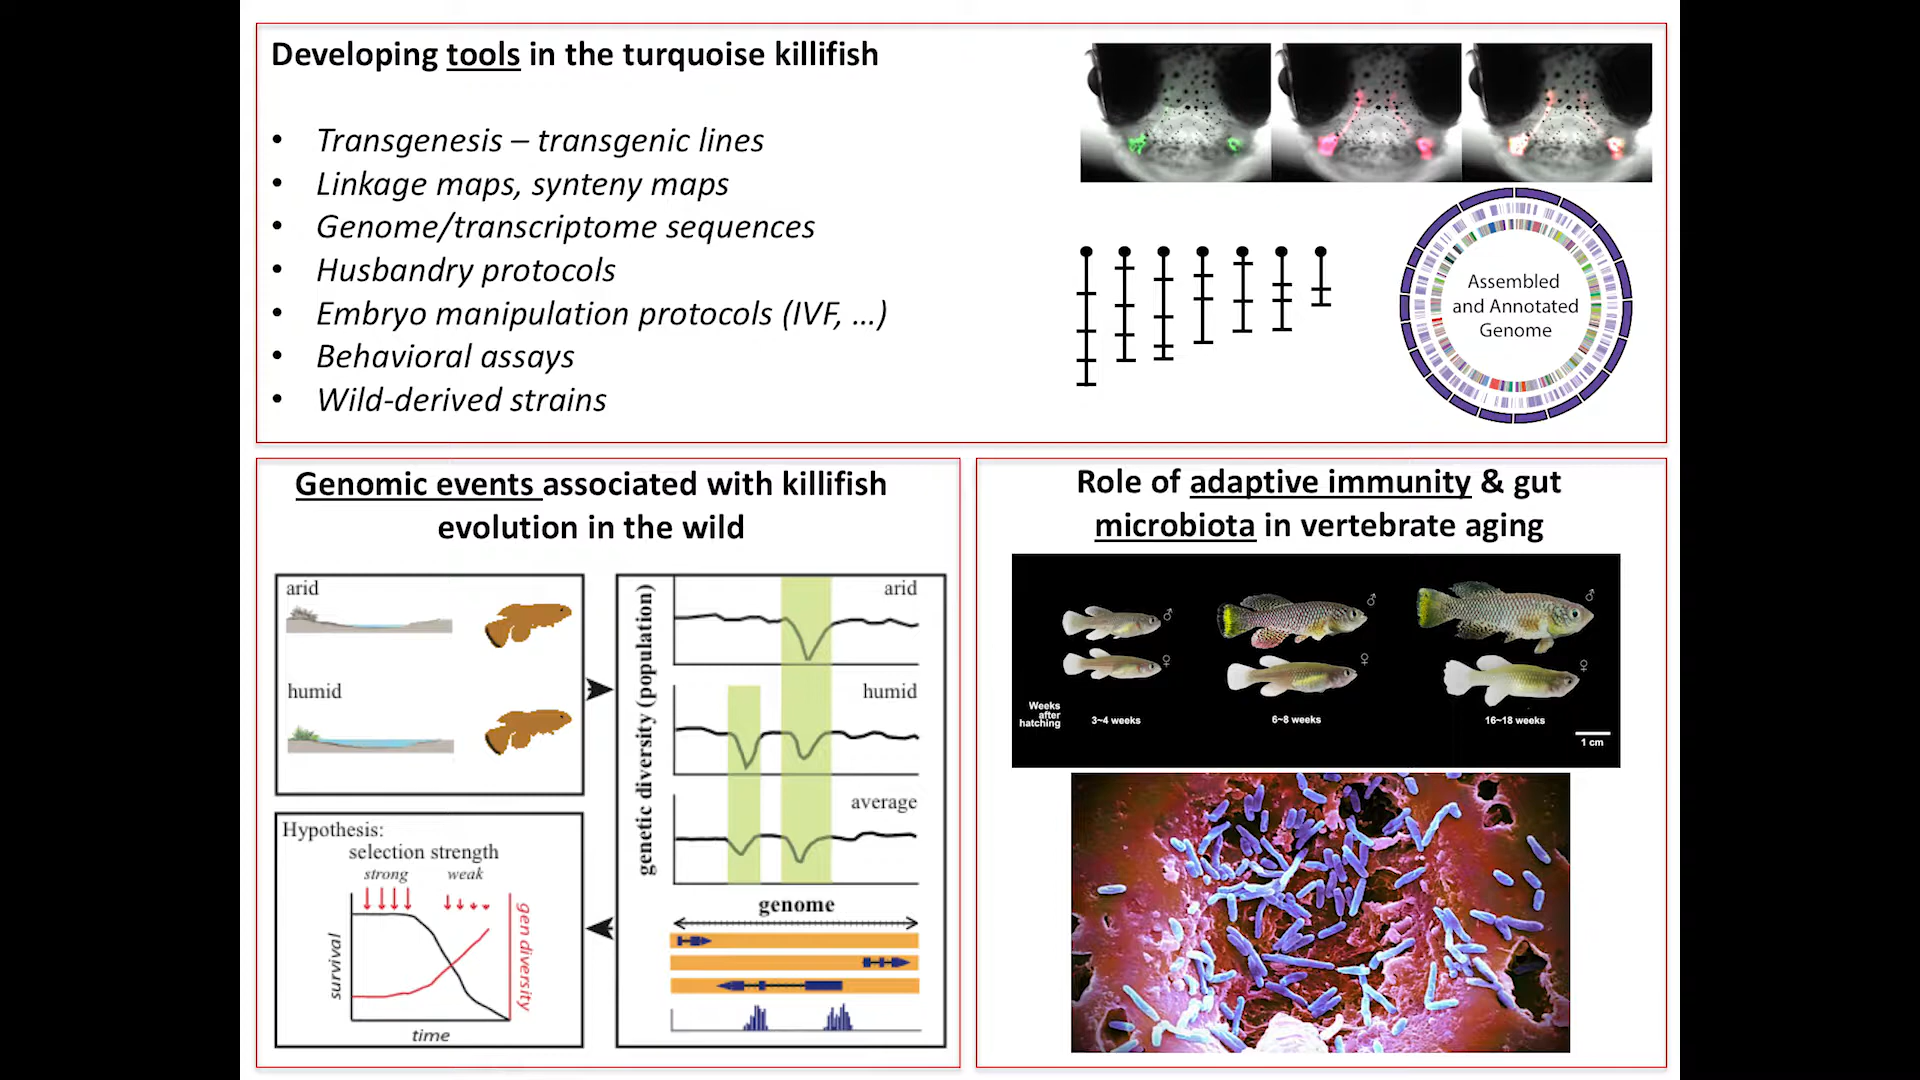 Developing tools in the turquoise killifish
• Transgenesis – transgenic lines
• Linkage maps, synteny maps
• Genome/transcriptome sequences
• Husbandry protocols
• Embryo manipulation protocols (IVF, ...)
• Behavioral assays
• Wild-derived strains
Assembled
and Annotated
Genome
Genomic events associated with killifish
evolution in the wild
arid
humid
Hypothesis:
selection strength
strong weak
survival
gen diversity
time
genetic diversity (population)
arid
humid
average
genome
Role of adaptive immunity & gut
microbiota in vertebrate aging
♂ ♂ ♂
♀ ♀ ♀
Weeks
after
hatching
3~4 weeks 6~8 weeks 16~18 weeks
1 cm